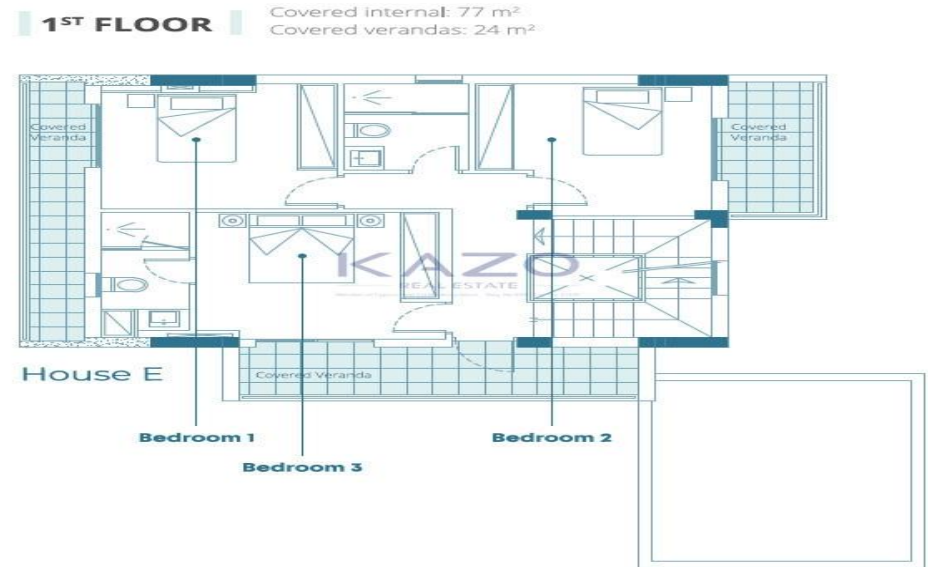 1ST FLOOR
Covered internal: 77 m²
Covered verandas: 24 m²
Covered
Veranda
Covered
Veranda
KAZO
REAL ESTATE
House E
Covered Veranda
Bedroom 1
Bedroom 2
Bedroom 3